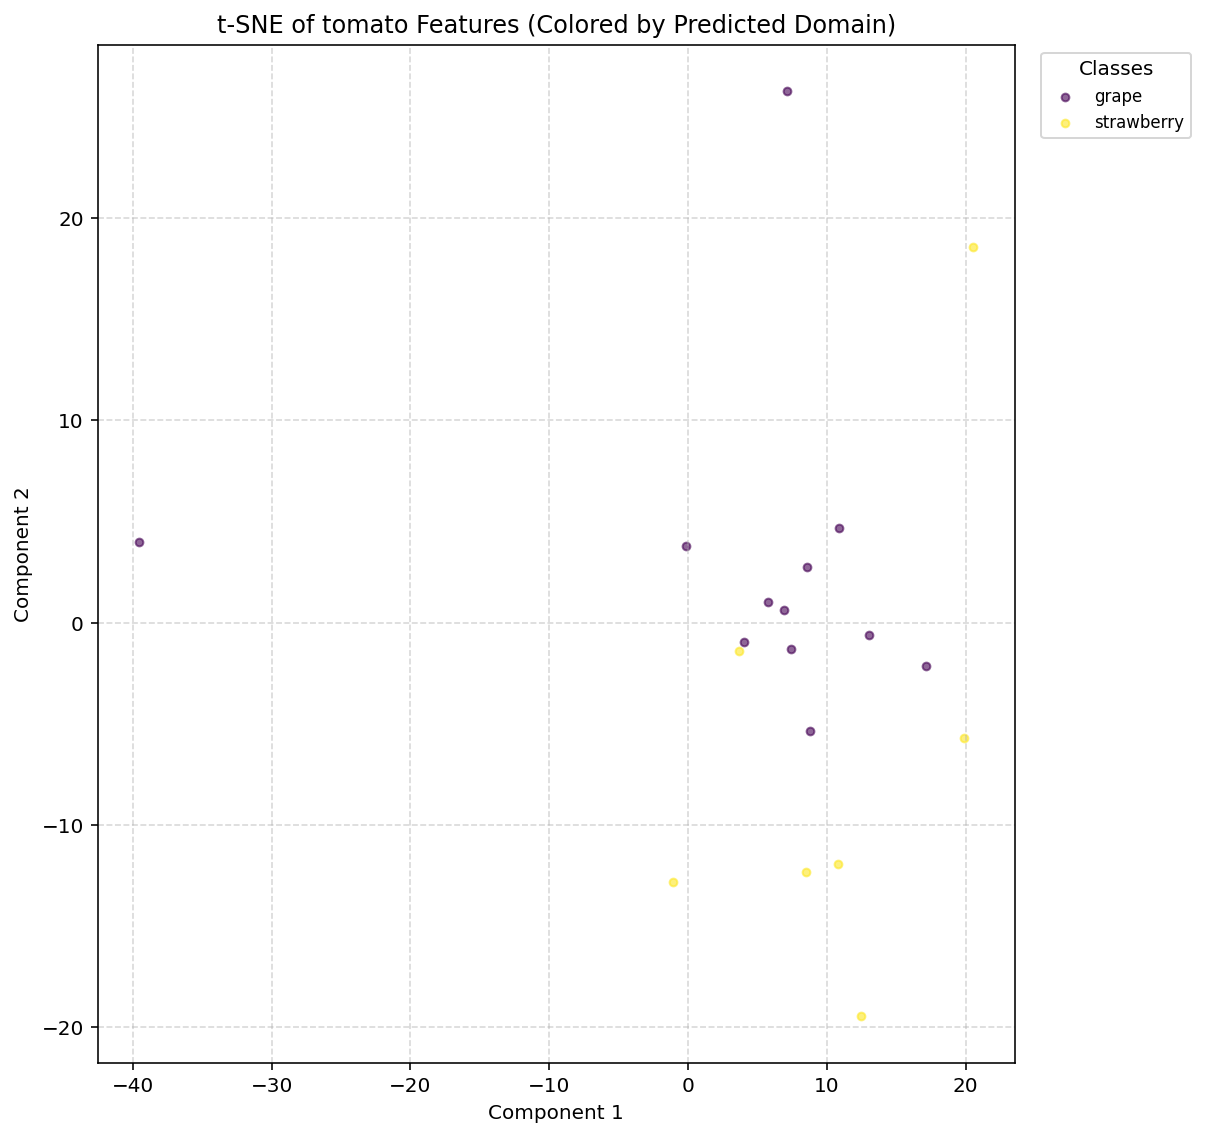 t-SNE of tomato Features (Colored by Predicted Domain)
Classes
grape
strawberry
20
10
0
−10
−20
Component 2
−40
−30
−20
−10
0
10
20
Component 1